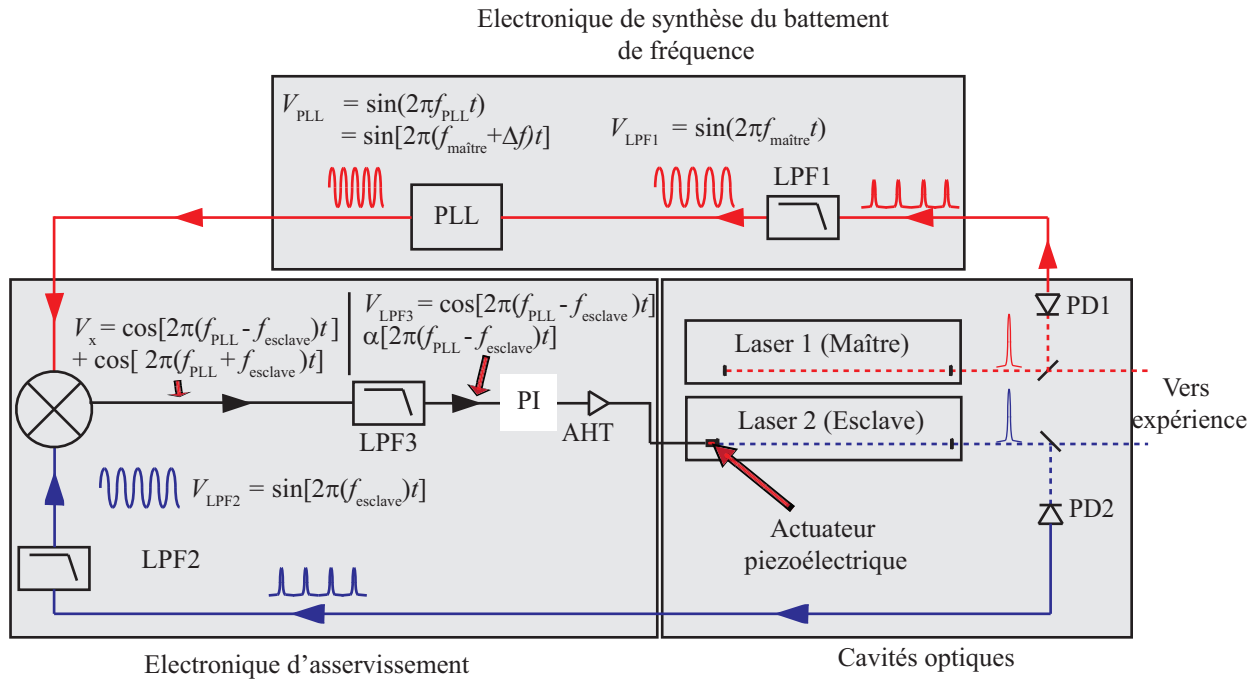 Electronique de synthèse du battement
de fréquence
V_PLL = sin(2πf_PLL t)
= sin[2π(f_maître+Δf)t]
V_LPF1 = sin(2πf_maître t)
LPF1
PLL
V_x = cos[2π(f_PLL - f_esclave)t]
+ cos[ 2π(f_PLL + f_esclave)t]
V_LPF3 = cos[2π(f_PLL - f_esclave )t]
α[2π(f_PLL - f_esclave)t]
LPF3
PI
AHT
V_LPF2 = sin[2π(f_esclave)t]
LPF2
PD1
Laser 1 (Maître)
Laser 2 (Esclave)
Vers
expérience
PD2
Actuateur
piezoélectrique
Electronique d'asservissement
Cavités optiques